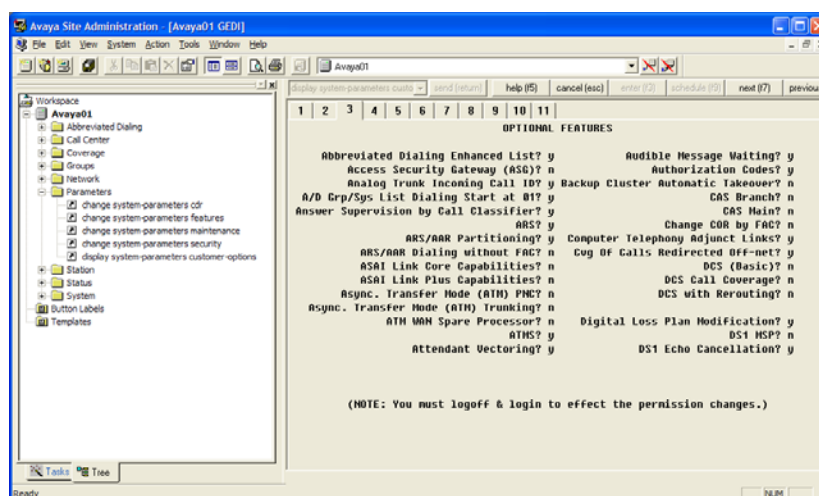 Avaya Site Administration - [Avaya01 GEDI]
File Edit View System Action Tools Window Help
Avaya01
display system-parameters custo send (return) help (f5) cancel (esc) enter (f3) schedule (f9) next (f7) previou
Workspace
Avaya01
Abbreviated Dialing
Call Center
Coverage
Groups
Network
Parameters
change system-parameters cdr
change system-parameters features
change system-parameters maintenance
change system-parameters security
display system-parameters customer-options
Station
Status
System
Button Labels
Templates
Tasks Tree
1 2 3 4 5 6 7 8 9 10 11
OPTIONAL FEATURES
Abbreviated Dialing Enhanced List? y Audible Message Waiting? y
Access Security Gateway (ASG)? n Authorization Codes? y
Analog Trunk Incoming Call ID? y Backup Cluster Automatic Takeover? n
A/D Grp/Sys List Dialing Start at 01? y CAS Branch? n
Answer Supervision by Call Classifier? y CAS Main? n
ARS? y Change COR by FAC? n
ARS/AAR Partitioning? y Computer Telephony Adjunct Links? y
ARS/AAR Dialing without FAC? n Cvg Of Calls Redirected Off-net? y
ASAI Link Core Capabilities? n DCS (Basic)? n
ASAI Link Plus Capabilities? n DCS Call Coverage? n
Async. Transfer Mode (ATM) PNC? n DCS with Rerouting? n
Async. Transfer Mode (ATM) Trunking? n
ATM WAN Spare Processor? n Digital Loss Plan Modification? y
ATMS? y DS1 MSP? n
Attendant Vectoring? y DS1 Echo Cancellation? y
(NOTE: You must logoff & login to effect the permission changes.)
Ready NUM